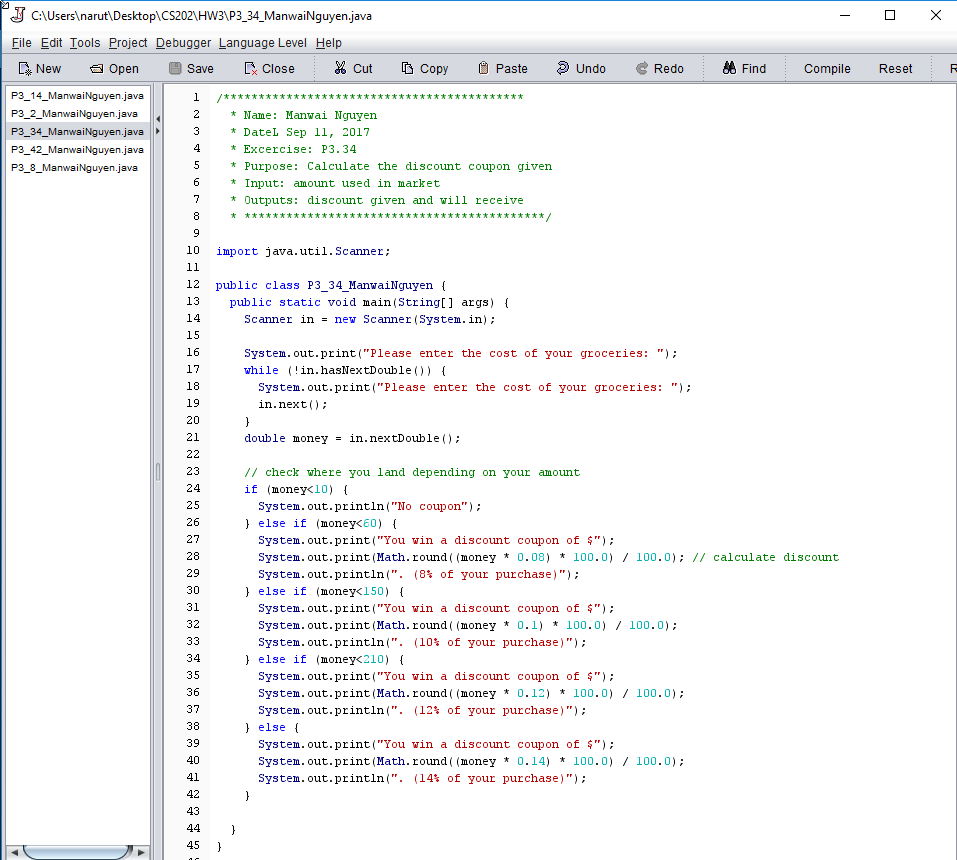 C:\Users\narut\Desktop\CS202\HW3\P3_34_ManwaiNguyen.java
File Edit Tools Project Debugger Language Level Help
New Open Save Close Cut Copy Paste Undo Redo Find Compile Reset R
P3_14_ManwaiNguyen.java
P3_2_ManwaiNguyen.java
P3_34_ManwaiNguyen.java
P3_42_ManwaiNguyen.java
P3_8_ManwaiNguyen.java
1 /*******************************************
2 * Name: Manwai Nguyen
3 * DateL Sep 11, 2017
4 * Excercise: P3.34
5 * Purpose: Calculate the discount coupon given
6 * Input: amount used in market
7 * Outputs: discount given and will receive
8 * *******************************************/
9
10 import java.util.Scanner;
11
12 public class P3_34_ManwaiNguyen {
13 public static void main(String[] args) {
14 Scanner in = new Scanner(System.in);
15
16 System.out.print("Please enter the cost of your groceries: ");
17 while (!in.hasNextDouble()) {
18 System.out.print("Please enter the cost of your groceries: ");
19 in.next();
20 }
21 double money = in.nextDouble();
22
23 // check where you land depending on your amount
24 if (money<10) {
25 System.out.println("No coupon");
26 } else if (money<60) {
27 System.out.print("You win a discount coupon of $");
28 System.out.print(Math.round((money * 0.08) * 100.0) / 100.0); // calculate discount
29 System.out.println(". (8% of your purchase)");
30 } else if (money<150) {
31 System.out.print("You win a discount coupon of $");
32 System.out.print(Math.round((money * 0.1) * 100.0) / 100.0);
33 System.out.println(". (10% of your purchase)");
34 } else if (money<210) {
35 System.out.print("You win a discount coupon of $");
36 System.out.print(Math.round((money * 0.12) * 100.0) / 100.0);
37 System.out.println(". (12% of your purchase)");
38 } else {
39 System.out.print("You win a discount coupon of $");
40 System.out.print(Math.round((money * 0.14) * 100.0) / 100.0);
41 System.out.println(". (14% of your purchase)");
42 }
43
44 }
45 }